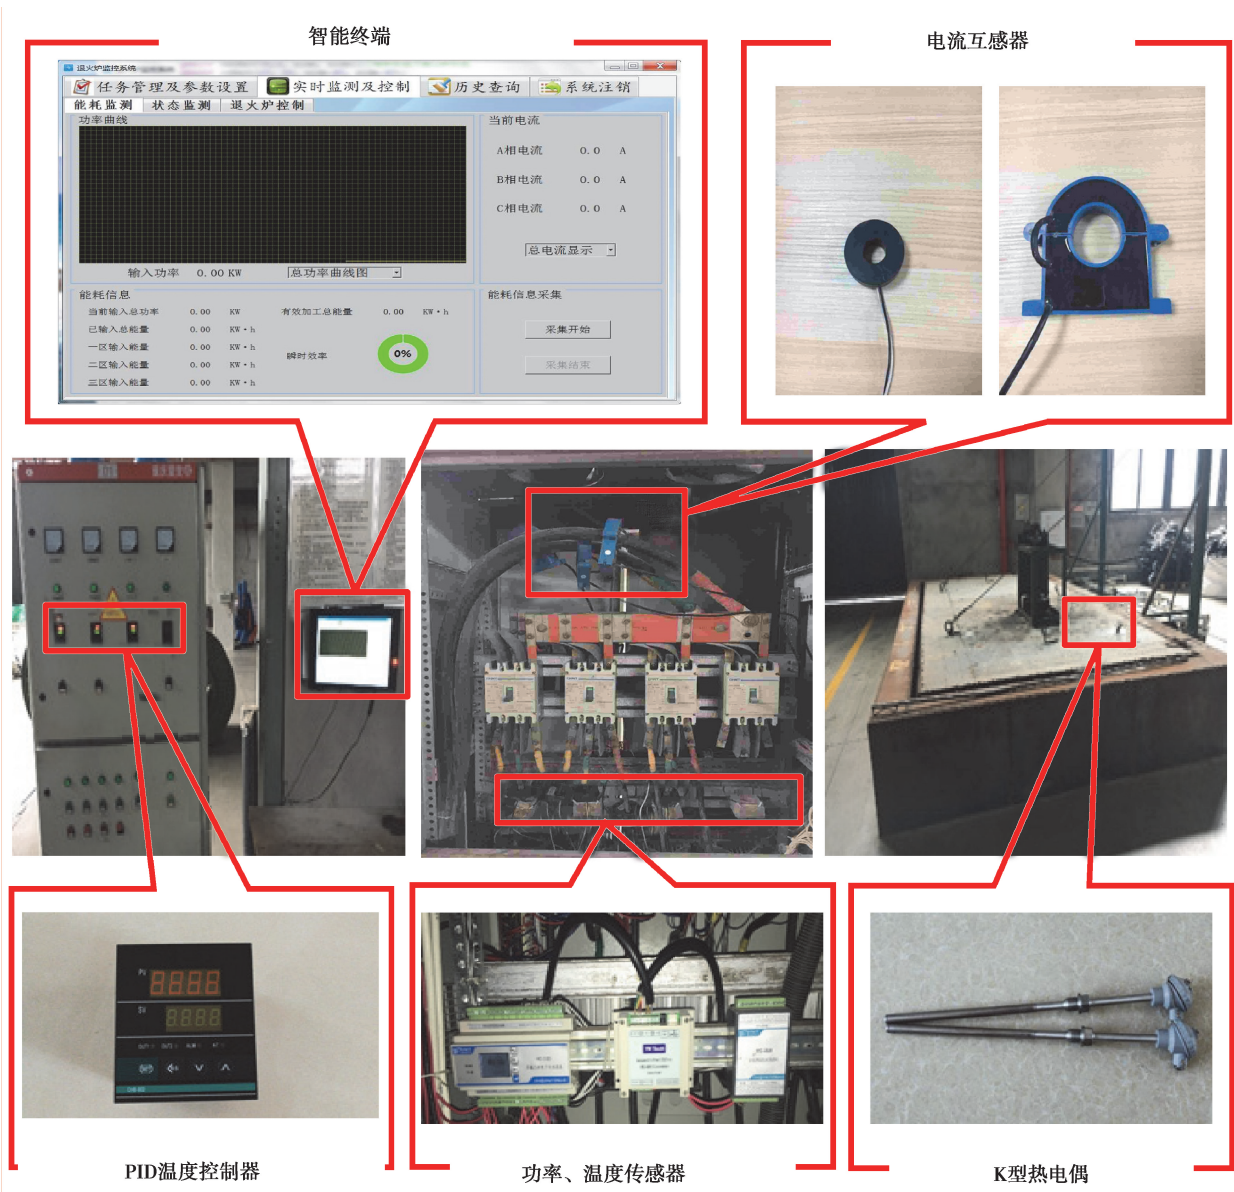 智能终端
电流互感器
退火炉监控系统
任务管理及参数设置 实时监测及控制 历史查询 系统注销
能耗监测 状态监测 退火炉控制
功率曲线
输入功率 0.00 KW 总功率曲线图
当前电流
A相电流 0.0 A
B相电流 0.0 A
C相电流 0.0 A
总电流显示
能耗信息
当前输入总功率 0.00 KW 有效加工总能量 0.00 KW·h
已输入总能量 0.00 KW·h
一区输入能量 0.00 KW·h
瞬时效率 0%
二区输入能量 0.00 KW·h
三区输入能量 0.00 KW·h
能耗信息采集
采集开始
采集结束
PV
SV
PID温度控制器
功率、温度传感器
K型热电偶